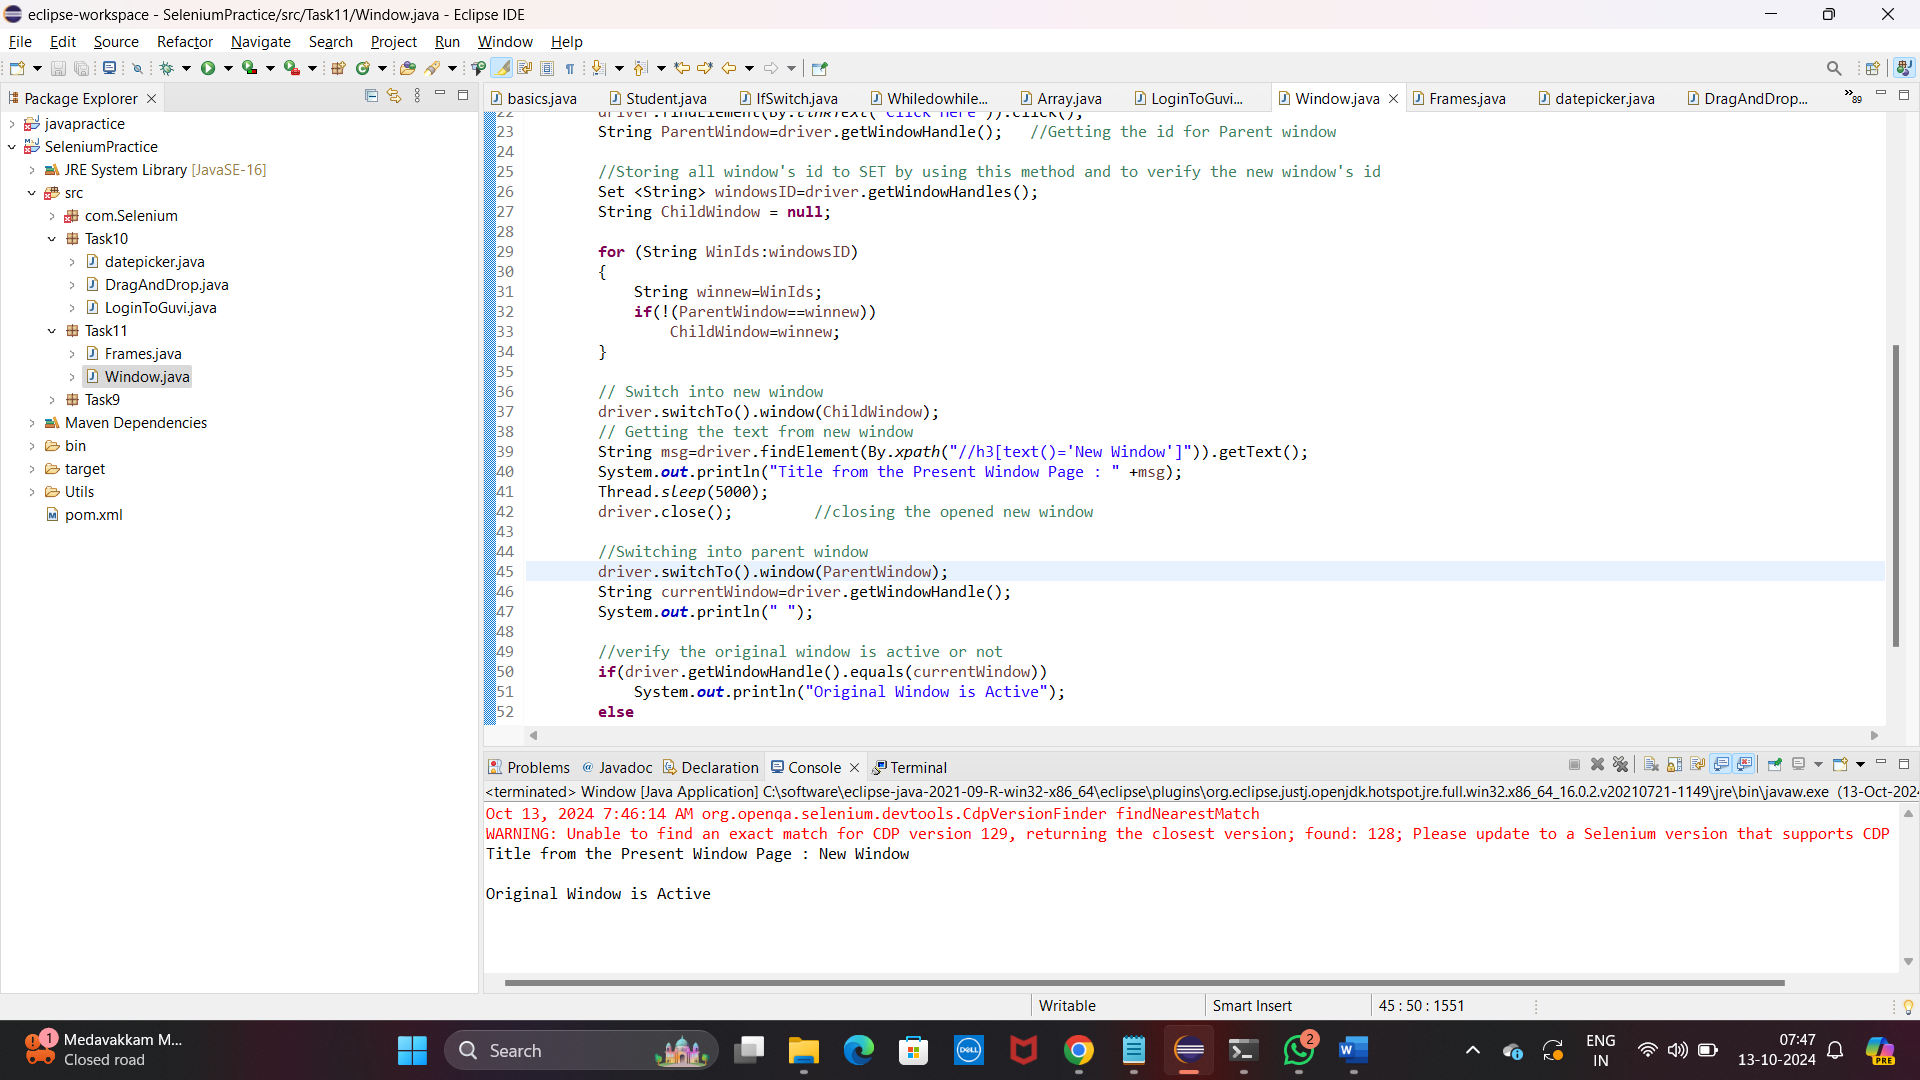 eclipse-workspace - SeleniumPractice/src/Task11/Window.java - Eclipse IDE
File Edit Source Refactor Navigate Search Project Run Window Help
Package Explorer
javapractice
SeleniumPractice
JRE System Library [JavaSE-16]
src
com.Selenium
Task10
datepicker.java
DragAndDrop.java
LoginToGuvi.java
Task11
Frames.java
Window.java
Task9
Maven Dependencies
bin
target
Utils
pom.xml
basics.java Student.java IfSwitch.java Whiledowhile... Array.java LoginToGuvi... Window.java Frames.java datepicker.java DragAndDrop... »89
22 driver.findElement(By.linkText("Click Here")).click();
23 String ParentWindow=driver.getWindowHandle(); //Getting the id for Parent window
24
25 //Storing all window's id to SET by using this method and to verify the new window's id
26 Set <String> windowsID=driver.getWindowHandles();
27 String ChildWindow = null;
28
29 for (String WinIds:windowsID)
30 {
31 String winnew=WinIds;
32 if(!(ParentWindow==winnew))
33 ChildWindow=winnew;
34 }
35
36 // Switch into new window
37 driver.switchTo().window(ChildWindow);
38 // Getting the text from new window
39 String msg=driver.findElement(By.xpath("//h3[text()='New Window']")).getText();
40 System.out.println("Title from the Present Window Page : " +msg);
41 Thread.sleep(5000);
42 driver.close(); //closing the opened new window
43
44 //Switching into parent window
45 driver.switchTo().window(ParentWindow);
46 String currentWindow=driver.getWindowHandle();
47 System.out.println(" ");
48
49 //verify the original window is active or not
50 if(driver.getWindowHandle().equals(currentWindow))
51 System.out.println("Original Window is Active");
52 else
Problems Javadoc Declaration Console Terminal
<terminated> Window [Java Application] C:\software\eclipse-java-2021-09-R-win32-x86_64\eclipse\plugins\org.eclipse.justj.openjdk.hotspot.jre.full.win32.x86_64_16.0.2.v20210721-1149\jre\bin\javaw.exe (13-Oct-202
Oct 13, 2024 7:46:14 AM org.openqa.selenium.devtools.CdpVersionFinder findNearestMatch
WARNING: Unable to find an exact match for CDP version 129, returning the closest version; found: 128; Please update to a Selenium version that supports CDP
Title from the Present Window Page : New Window
Original Window is Active
Writable Smart Insert 45 : 50 : 1551
1
Medavakkam M...
Closed road
Search
DELL
2
ENG
IN
07:47
13-10-2024
PRE